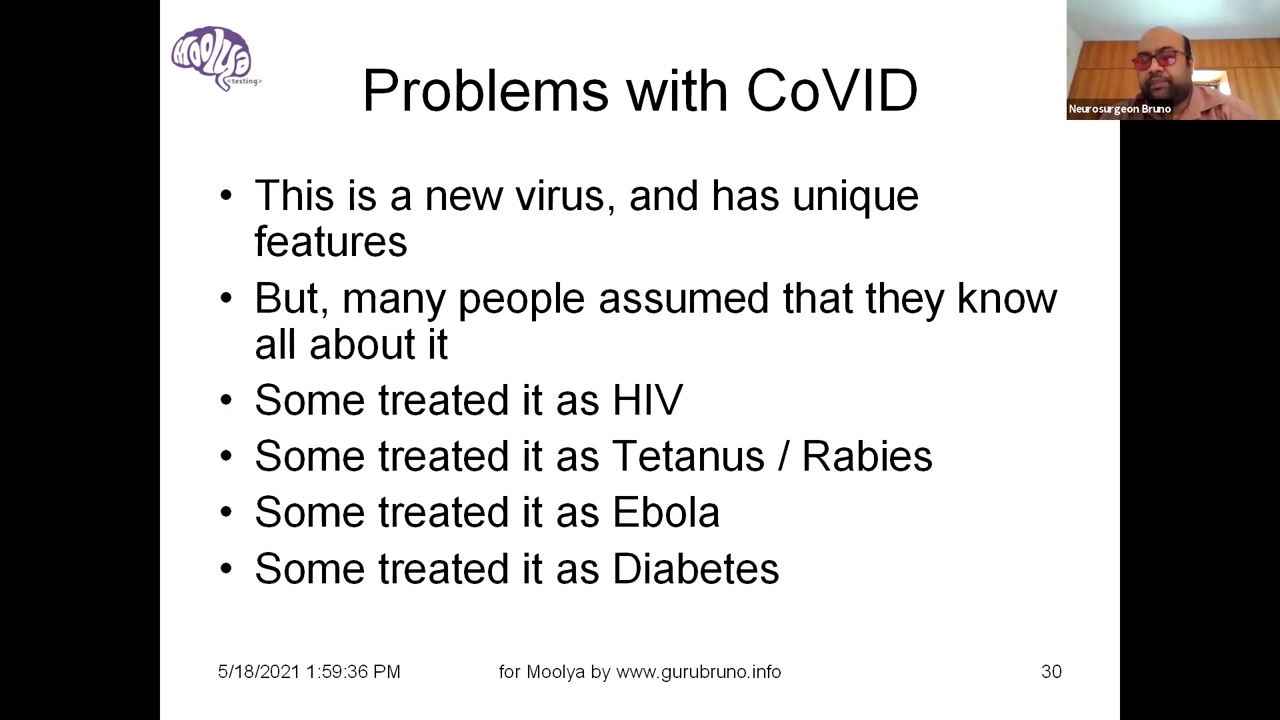 Moolya
<testing>
Problems with CoVID
Neurosurgeon Bruno
• This is a new virus, and has unique
features
• But, many people assumed that they know
all about it
• Some treated it as HIV
• Some treated it as Tetanus / Rabies
• Some treated it as Ebola
• Some treated it as Diabetes
5/18/2021 1:59:36 PM
for Moolya by www.gurubruno.info
30